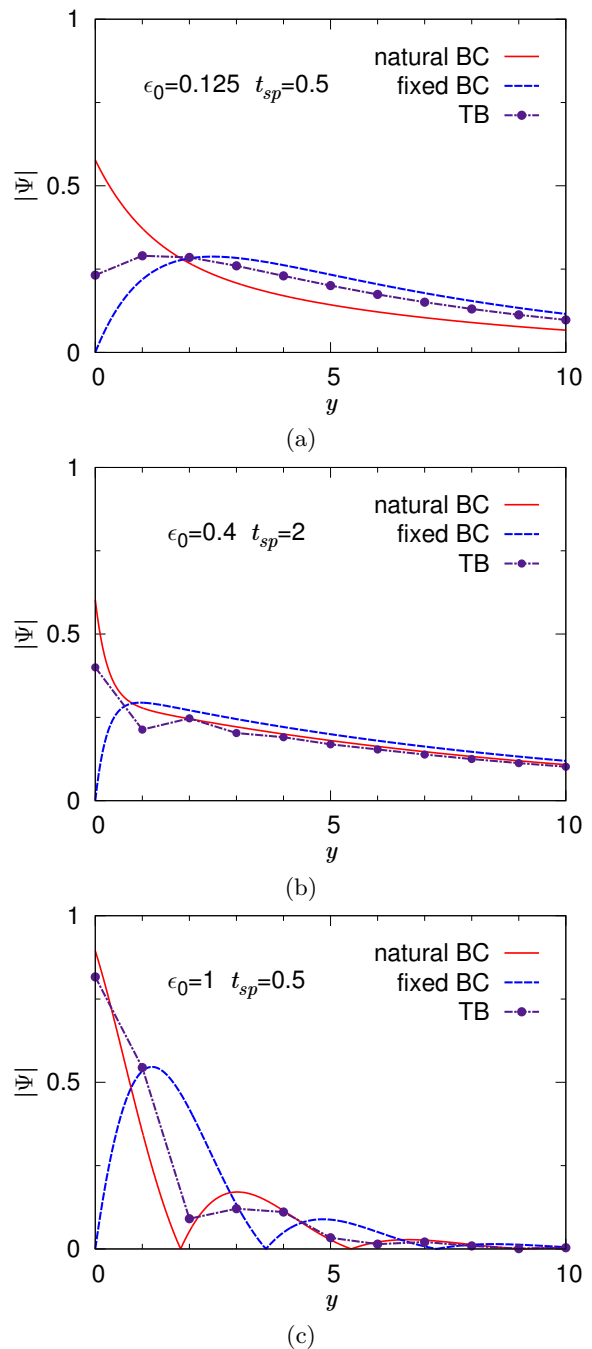 1
natural BC
ϵ0=0.125 tsp=0.5
fixed BC
TB
|Ψ|
0.5
0
0 5 10
y
(a)
1
natural BC
ϵ0=0.4 tsp=2
fixed BC
TB
|Ψ|
0.5
0
0 5 10
y
(b)
1
natural BC
ϵ0=1 tsp=0.5
fixed BC
TB
|Ψ|
0.5
0
0 5 10
y
(c)